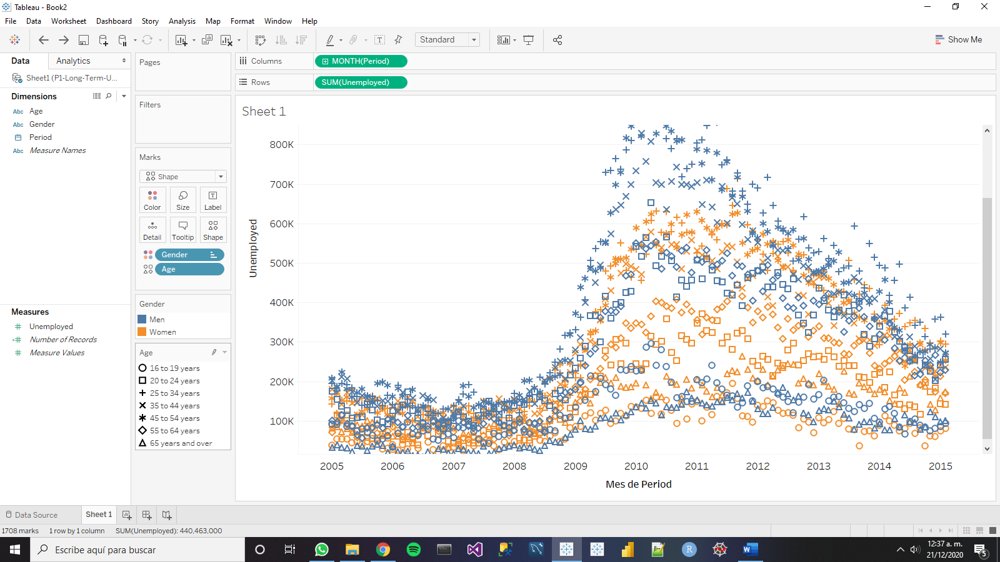 Tableau - Book2
File Data Worksheet Dashboard Story Analysis Map Format Window Help
Standard
Show Me
Data Analytics
Sheet1 (P1-Long-Term-U...
Dimensions
Abc Age
Abc Gender
Period
Abc Measure Names
Measures
Unemployed
Number of Records
Measure Values
Pages
Filters
Marks
Shape
Color Size Label
Detail Tooltip Shape
Gender
Age
Gender
Men
Women
Age
16 to 19 years
20 to 24 years
25 to 34 years
35 to 44 years
45 to 54 years
55 to 64 years
65 years and over
Columns MONTH(Period)
Rows SUM(Unemployed)
Sheet 1
800K
700K
600K
500K
400K
300K
200K
100K
Unemployed
2005 2006 2007 2008 2009 2010 2011 2012 2013 2014 2015
Mes de Period
Data Source Sheet 1
1708 marks 1 row by 1 column SUM(Unemployed): 440,463,000
Escribe aquí para buscar
12:37 a. m.
21/12/2020
5